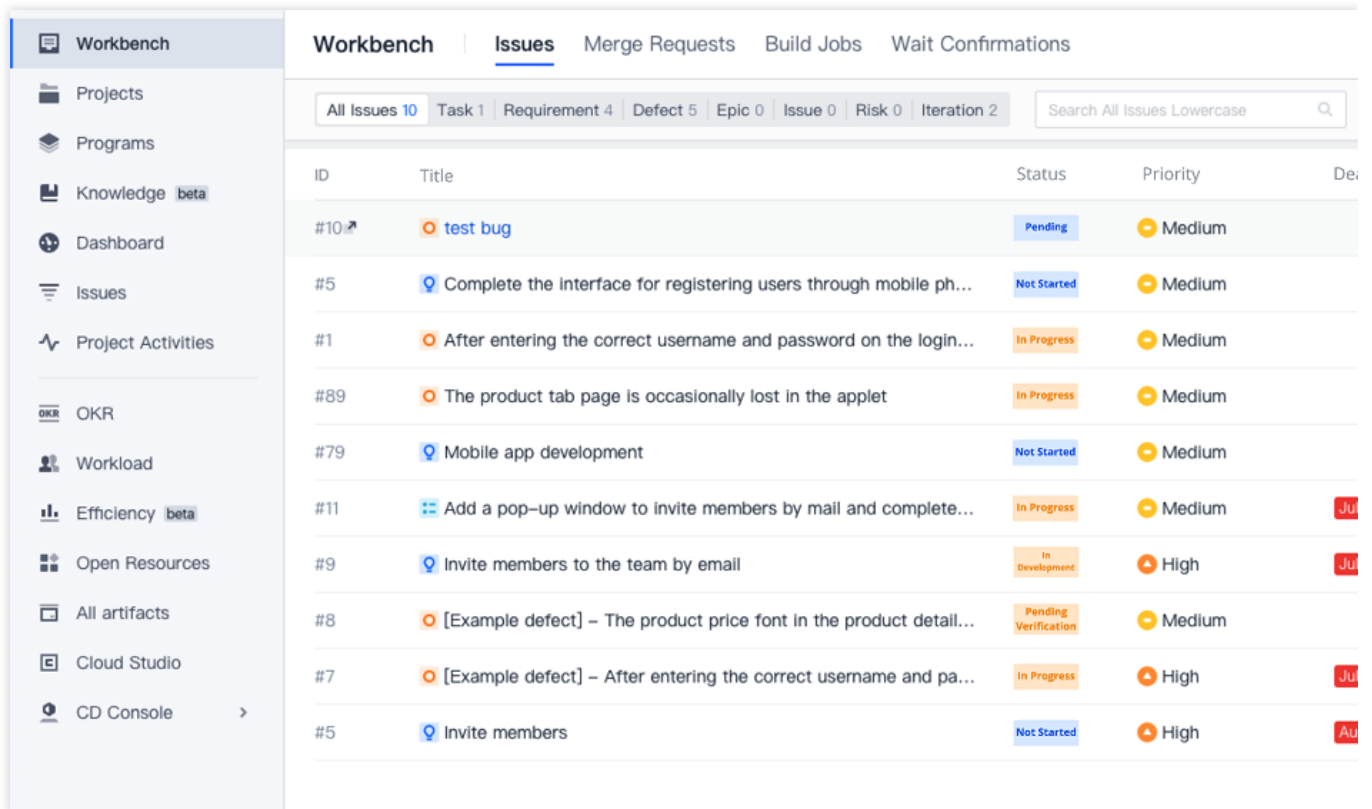 Workbench
Projects
Programs
Knowledge beta
Dashboard
Issues
Project Activities
OKR OKR
Workload
Efficiency beta
Open Resources
All artifacts
Cloud Studio
CD Console
Workbench Issues Merge Requests Build Jobs Wait Confirmations
All Issues 10 Task 1 Requirement 4 Defect 5 Epic 0 Issue 0 Risk 0 Iteration 2 Search All Issues Lowercase
ID Title Status Priority Dea
#10 test bug Pending Medium
#5 Complete the interface for registering users through mobile ph... Not Started Medium
#1 After entering the correct username and password on the login... In Progress Medium
#89 The product tab page is occasionally lost in the applet In Progress Medium
#79 Mobile app development Not Started Medium
#11 Add a pop-up window to invite members by mail and complete... In Progress Medium Jul
#9 Invite members to the team by email In Development High Jul
#8 [Example defect] – The product price font in the product detail... Pending Verification Medium
#7 [Example defect] – After entering the correct username and pa... In Progress High Jul
#5 Invite members Not Started High Au